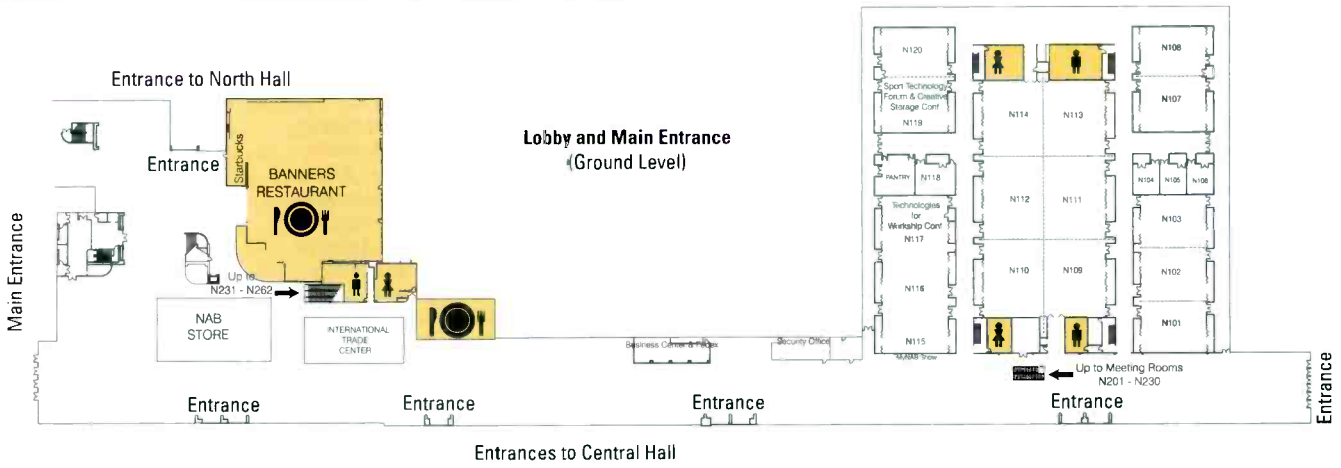 Entrance to North Hall
Entrance
Starbucks
BANNERS
RESTAURANT
Main Entrance
Up to
N231 - N262
NAB
STORE
INTERNATIONAL
TRADE
CENTER
Lobby and Main Entrance
(Ground Level)
Business Center & Fedex
Security Office
N120
Sport Technology
Forum & Creative
Storage Conf
N119
PANTRY
N118
Technologies
for
Workship Conf
N117
N116
N115
MyNAB Show
N114
N113
N112
N111
N110
N109
N108
N107
N104
N105
N106
N103
N102
N101
Up to Meeting Rooms
N201 - N230
Entrance
Entrance
Entrance
Entrance
Entrance
Entrances to Central Hall